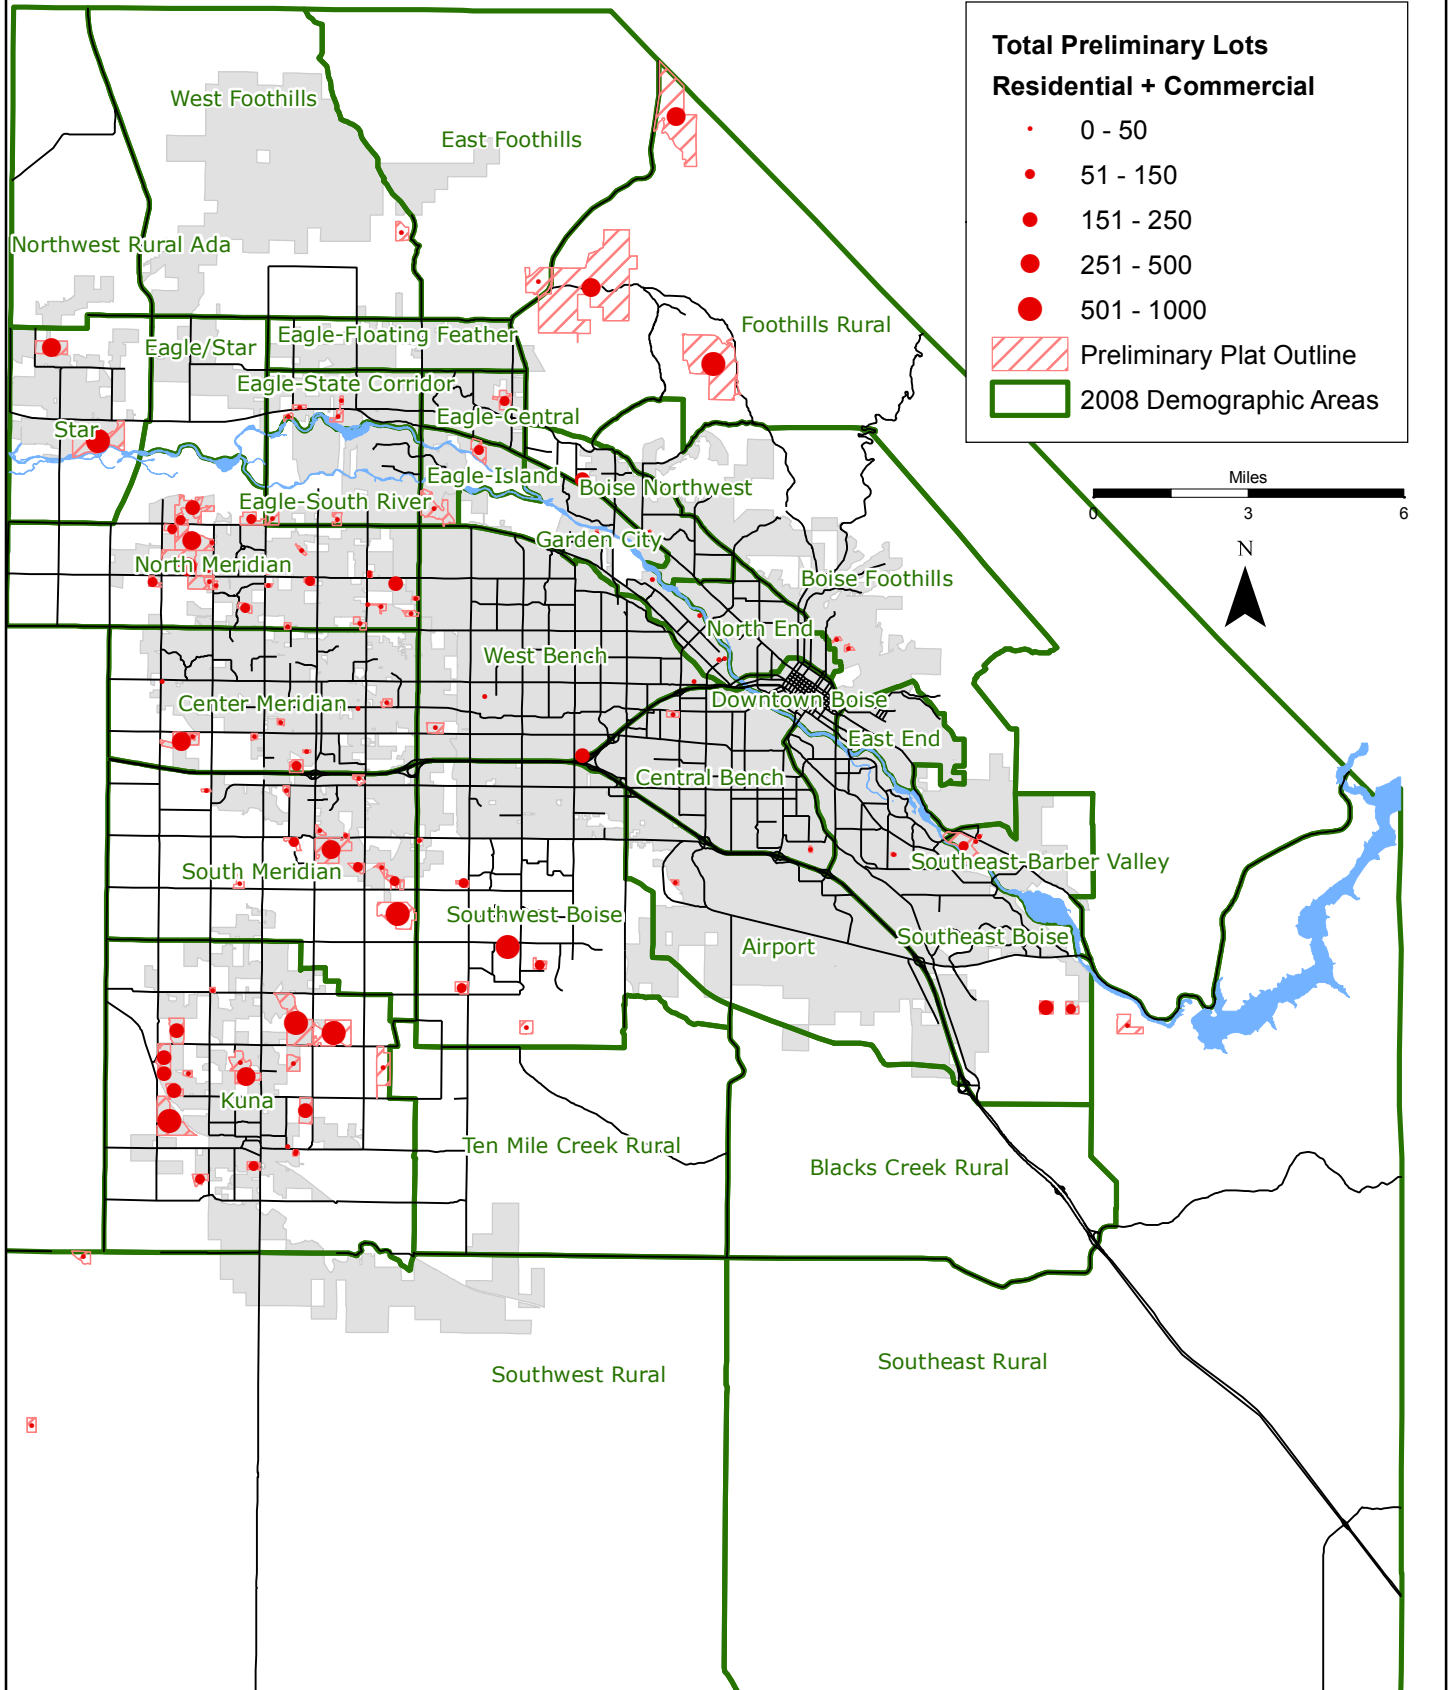 Total Preliminary Lots
Residential + Commercial
0 - 50
51 - 150
151 - 250
251 - 500
501 - 1000
Preliminary Plat Outline
2008 Demographic Areas
West Foothills
East Foothills
Northwest Rural Ada
Foothills Rural
Eagle-Floating Feather
Eagle/Star
Eagle-State Corridor
Eagle-Central
Star
Eagle-Island
Boise Northwest
Eagle-South River
Miles
0 3 6
N
Garden City
North Meridian
Boise Foothills
North End
West Bench
Center Meridian
Downtown Boise
East End
Central Bench
Southeast-Barber Valley
South Meridian
Southwest Boise
Southeast Boise
Airport
Kuna
Ten Mile Creek Rural
Blacks Creek Rural
Southeast Rural
Southwest Rural